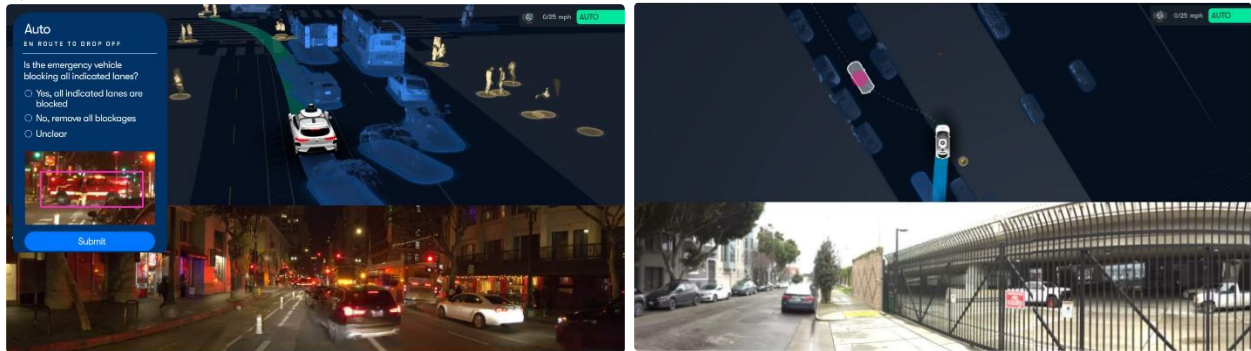 Auto
EN ROUTE TO DROP OFF
Is the emergency vehicle
blocking all indicated lanes?
Yes, all indicated lanes are
blocked
No, remove all blockages
Unclear
Submit
0/25 mph AUTO
0/25 mph AUTO